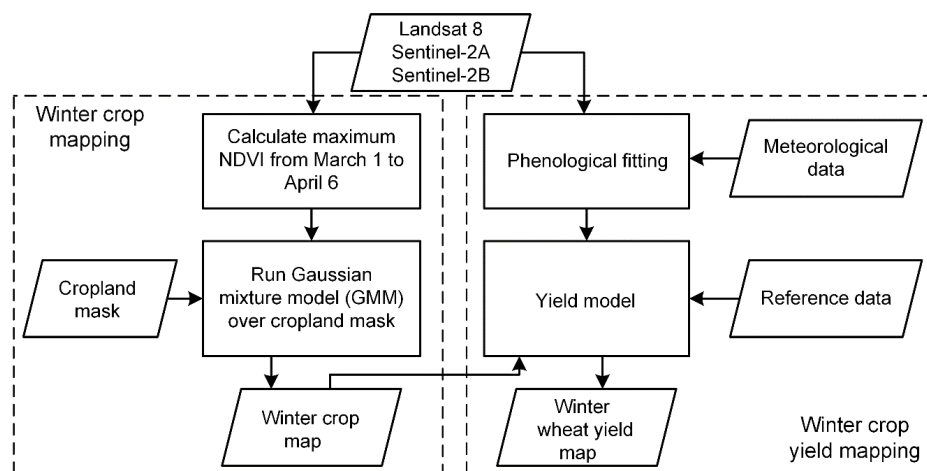 Landsat 8
Sentinel-2A
Sentinel-2B
Winter crop
mapping
Calculate maximum
NDVI from March 1 to
April 6
Phenological fitting
Meteorological
data
Cropland
mask
Run Gaussian
mixture model (GMM)
over cropland mask
Yield model
Reference data
Winter crop
map
Winter
wheat yield
map
Winter crop
yield mapping